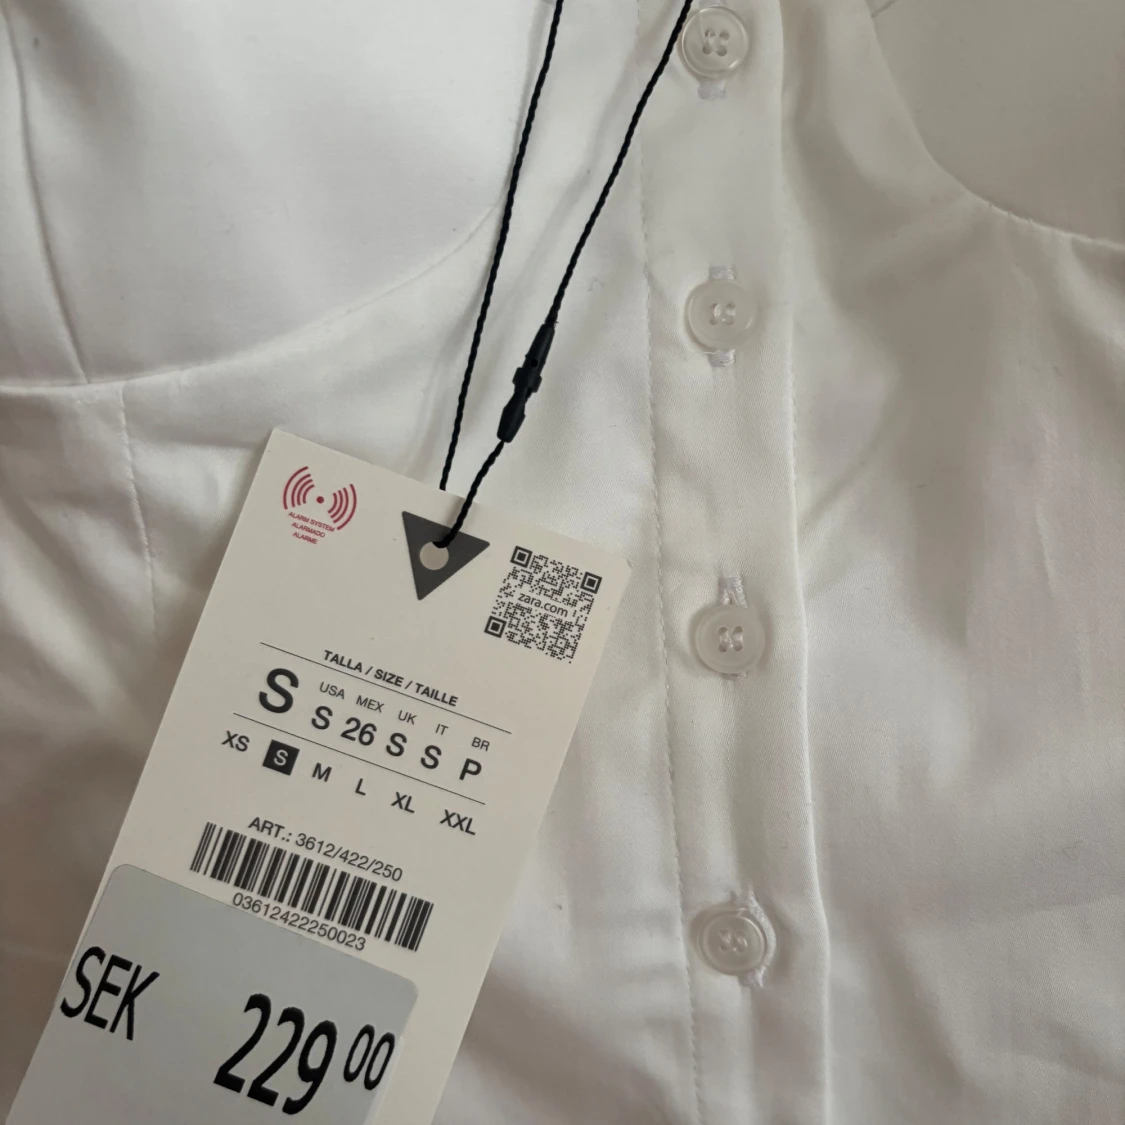 ALARM SYSTEM
ALARMADO
ALARME
zara.com
TALLA / SIZE / TAILLE
S
USA MEX UK IT BR
S 26 S S P
XS S M L XL XXL
ART.: 3612/422/250
03612422250023
SEK 229 00